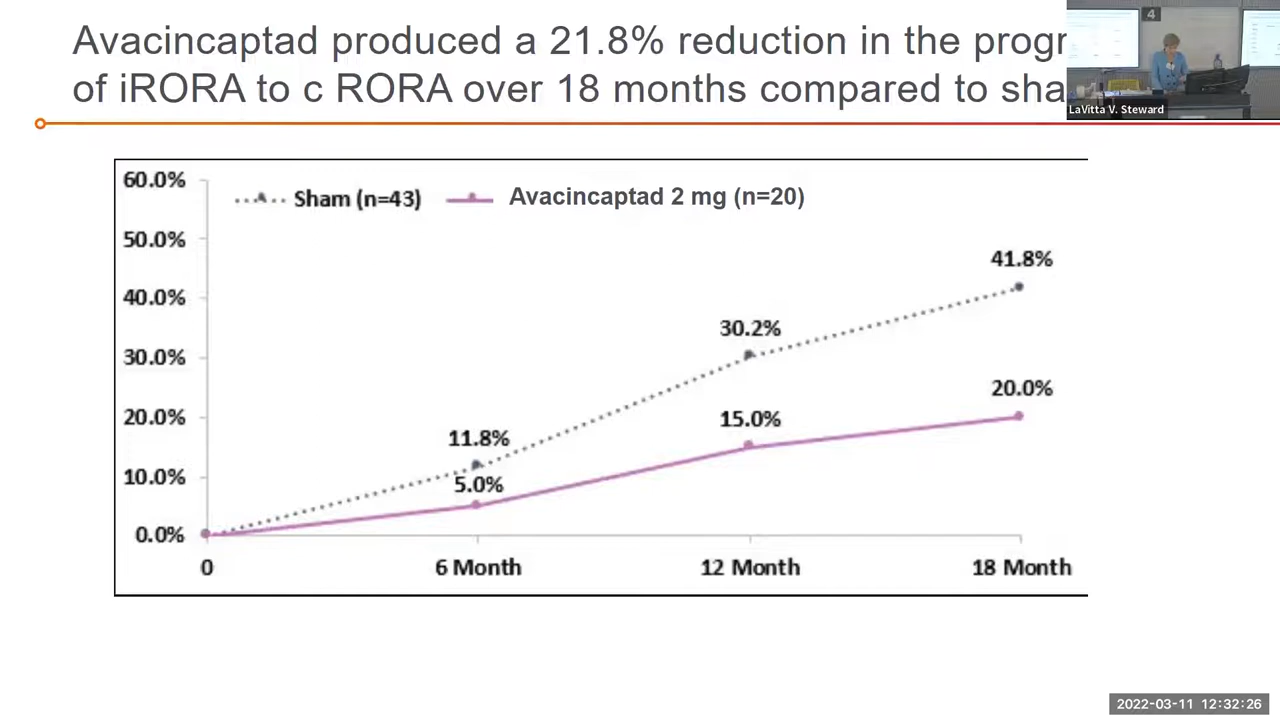 Avacincaptad produced a 21.8% reduction in the progr
of iRORA to c RORA over 18 months compared to sha
4
LaVitta V. Steward
60.0%
Sham (n=43)
Avacincaptad 2 mg (n=20)
50.0%
41.8%
40.0%
30.2%
30.0%
20.0%
20.0%
15.0%
11.8%
10.0%
5.0%
0.0%
0
6 Month
12 Month
18 Month
2022-03-11 12:32:26